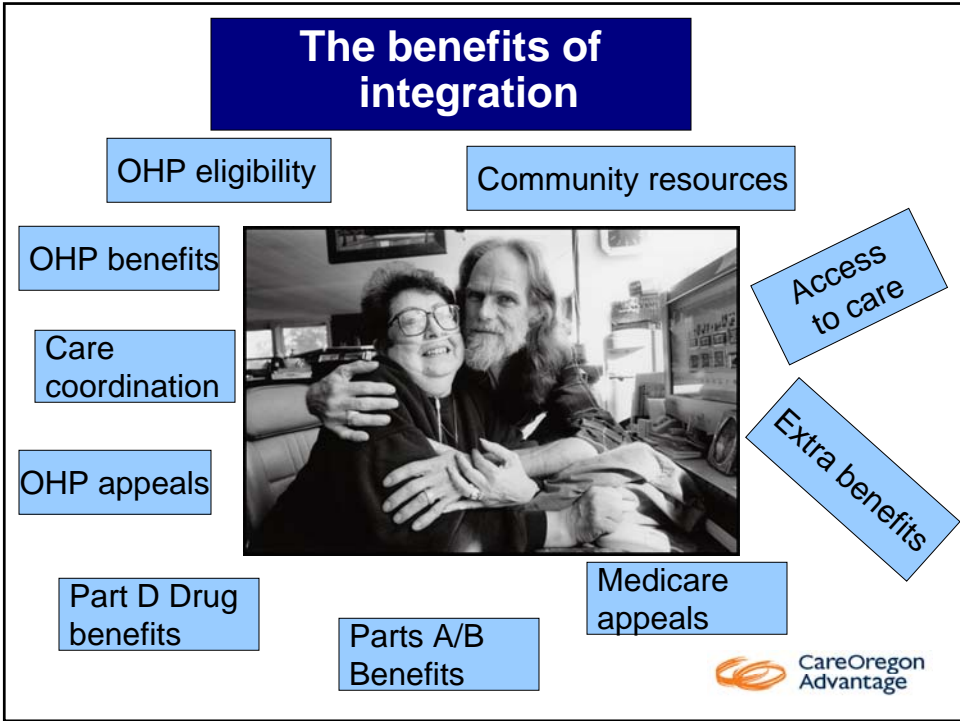 The benefits of
integration
OHP eligibility
Community resources
OHP benefits
Access
to care
Care
coordination
Extra benefits
OHP appeals
Part D Drug
benefits
Medicare
appeals
Parts A/B
Benefits
CareOregon
Advantage